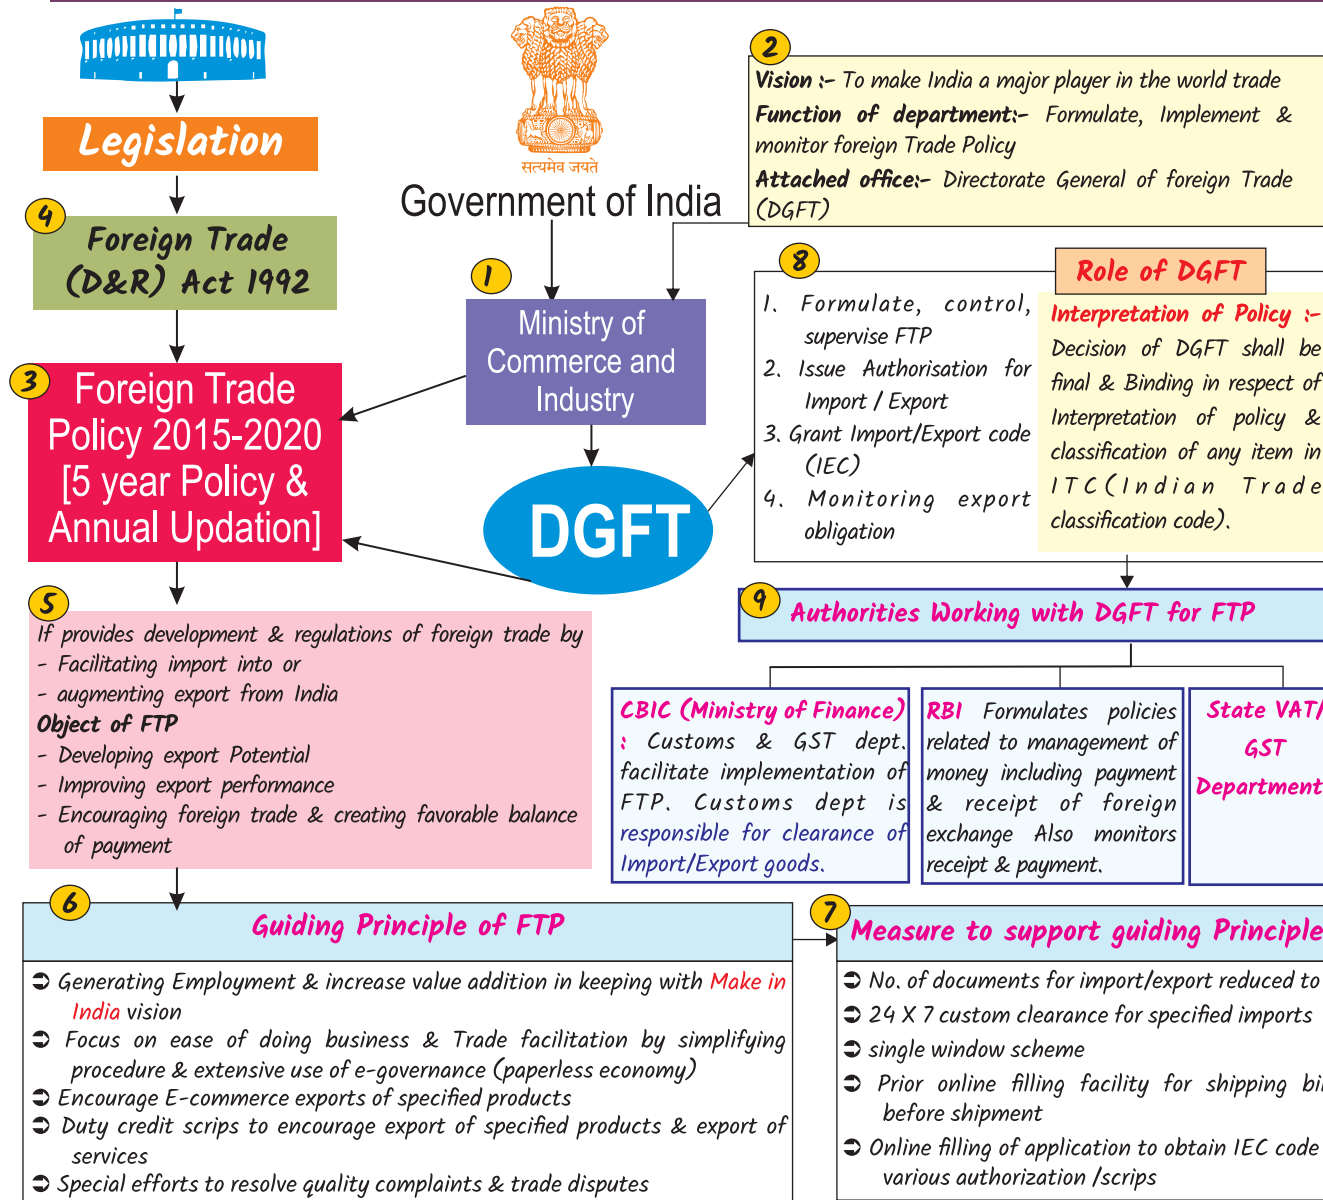 सत्यमेव जयते
Government of India
Legislation
4
Foreign Trade
(D&R) Act 1992
1
Ministry of
Commerce and
Industry
2
Vision :- To make India a major player in the world trade
Function of department:- Formulate, Implement &
monitor foreign Trade Policy
Attached office:- Directorate General of foreign Trade
(DGFT)
3
Foreign Trade
Policy 2015-2020
[5 year Policy &
Annual Updation]
DGFT
8
Role of DGFT
1. Formulate, control,
supervise FTP
2. Issue Authorisation for
Import / Export
3. Grant Import/Export code
(IEC)
4. Monitoring export
obligation
Interpretation of Policy :-
Decision of DGFT shall be
final & Binding in respect of
Interpretation of policy &
classification of any item in
ITC(Indian Trade
classification code).
5
If provides development & regulations of foreign trade by
- Facilitating import into or
- augmenting export from India
Object of FTP
- Developing export Potential
- Improving export performance
- Encouraging foreign trade & creating favorable balance
of payment
9
Authorities Working with DGFT for FTP
CBIC (Ministry of Finance)
: Customs & GST dept.
facilitate implementation of
FTP. Customs dept is
responsible for clearance of
Import/Export goods.
RBI Formulates policies
related to management of
money including payment
& receipt of foreign
exchange Also monitors
receipt & payment.
State VAT/
GST
Department
6
Guiding Principle of FTP
➲ Generating Employment & increase value addition in keeping with Make in
India vision
➲ Focus on ease of doing business & Trade facilitation by simplifying
procedure & extensive use of e-governance (paperless economy)
➲ Encourage E-commerce exports of specified products
➲ Duty credit scrips to encourage export of specified products & export of
services
➲ Special efforts to resolve quality complaints & trade disputes
7
Measure to support guiding Principle
➲ No. of documents for import/export reduced to
➲ 24 X 7 custom clearance for specified imports
➲ single window scheme
➲ Prior online filling facility for shipping
before shipment
➲ Online filling of application to obtain IEC code
various authorization /scrips